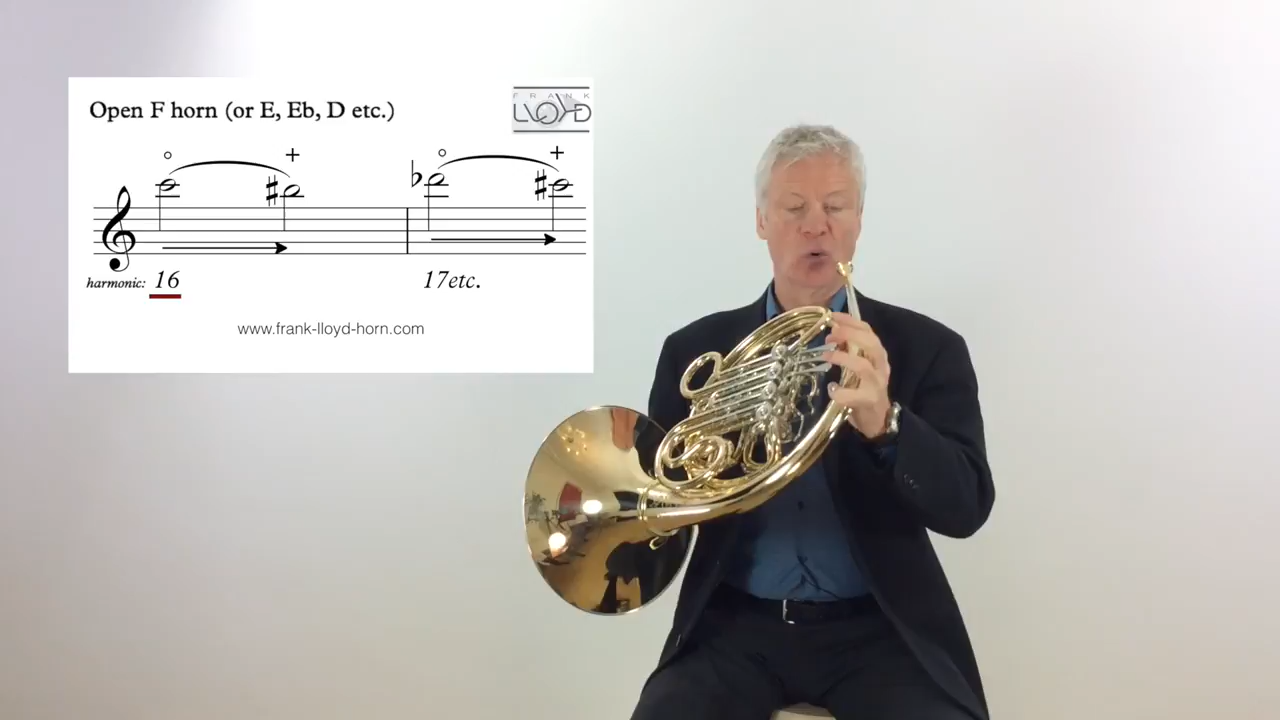 Open F horn (or E, Eb, D etc.)
FRANK
LLOYD
harmonic: 16 17etc.
www.frank-lloyd-horn.com